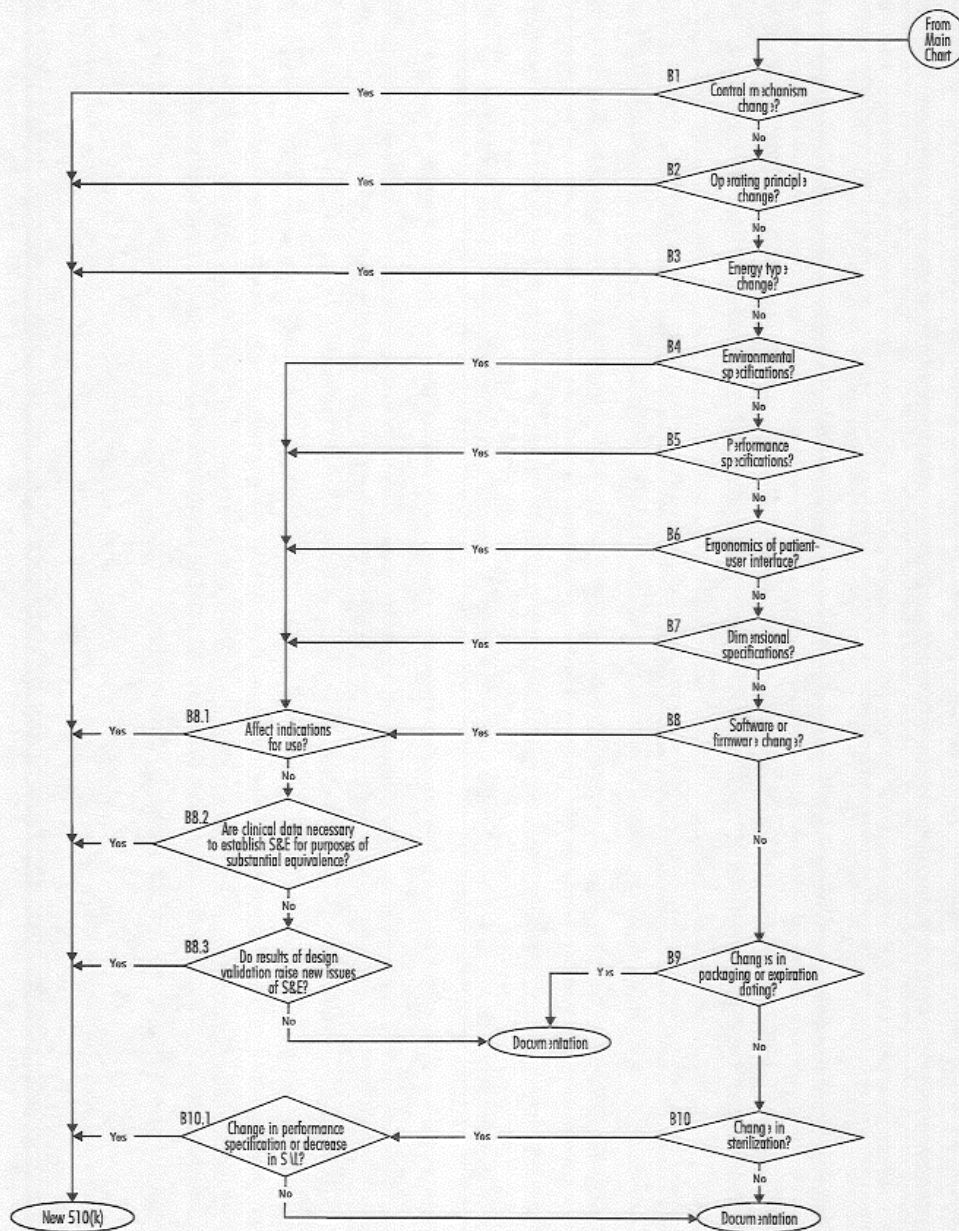 From
Main
Chart
B1
Control mechanism
change?
Yes
No
B2
Operating principle
change?
Yes
No
B3
Energy type
change?
Yes
No
B4
Environmental
specifications?
Yes
No
B5
Performance
specifications?
Yes
No
B6
Ergonomics of patient-
user interface?
Yes
No
B7
Dimensional
specifications?
Yes
No
B8
Software or
firmware change?
Yes
No
B8.1
Affect indications
for use?
Yes
No
B8.2
Are clinical data necessary
to establish S&E for purposes of
substantial equivalence?
Yes
No
B8.3
Do results of design
validation raise new issues
of S&E?
Yes
No
B9
Changes in
packaging or expiration
dating?
Yes
No
Documentation
B10
Change in
sterilization?
Yes
No
B10.1
Change in performance
specification or decrease
in
Yes
No
New 510(k)
Documentation